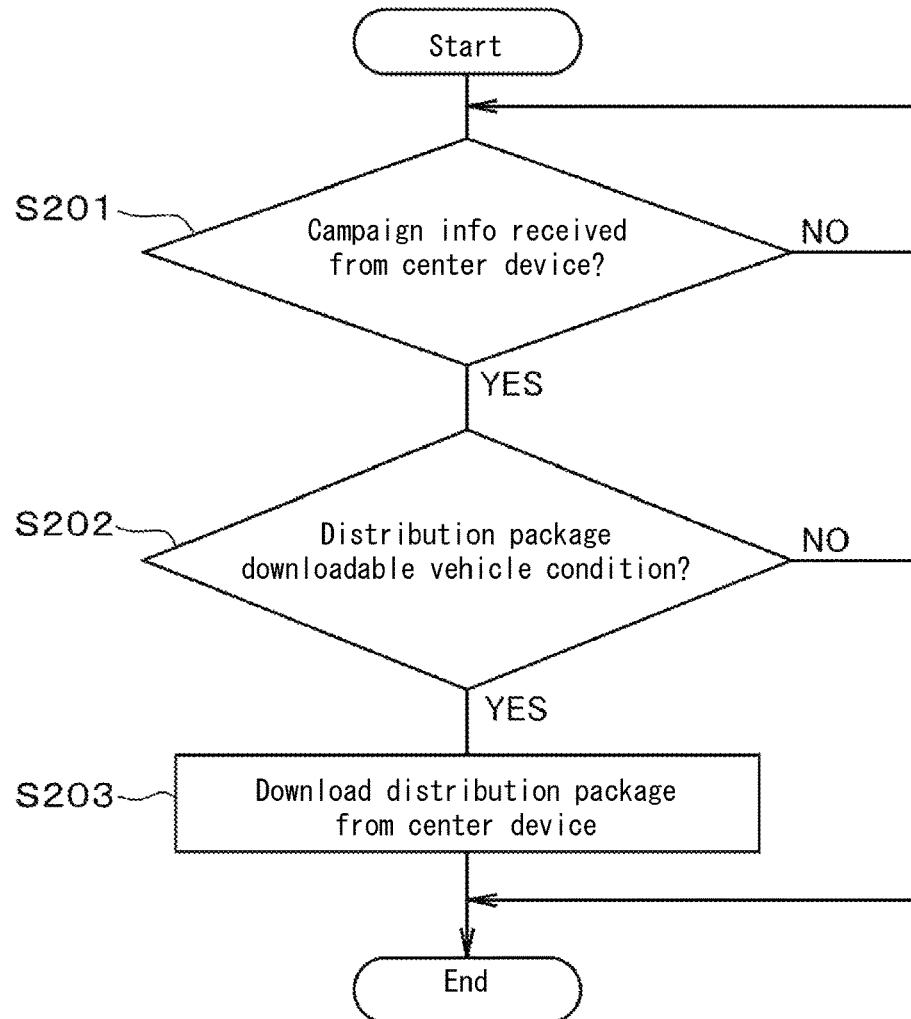 Start
S201
Campaign info received
from center device?
NO
YES
S202
Distribution package
downloadable vehicle condition?
NO
YES
S203
Download distribution package
from center device
End